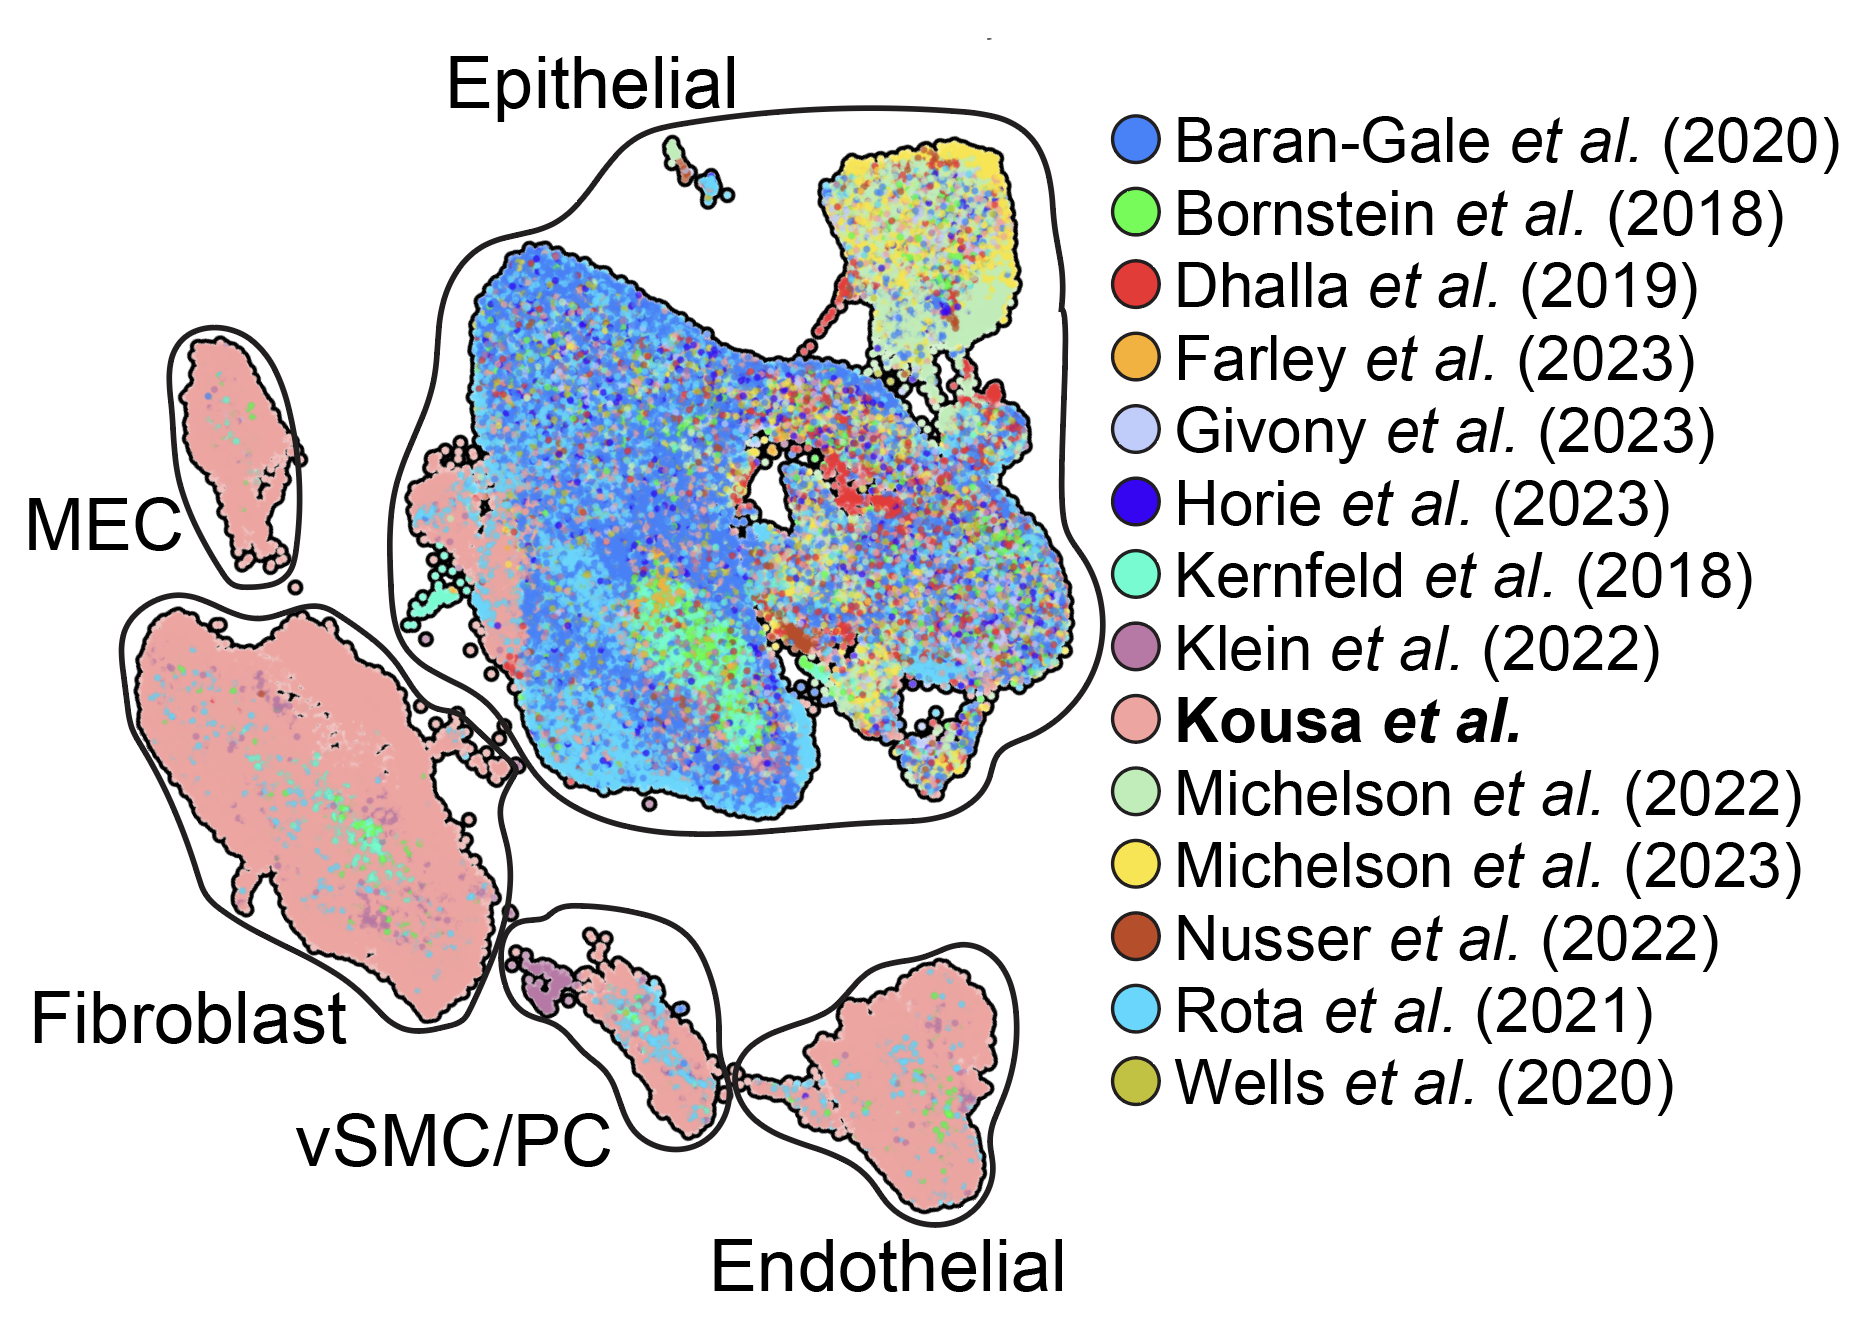 Epithelial
MEC
Fibroblast
vSMC/PC
Endothelial
Baran-Gale et al. (2020)
Bornstein et al. (2018)
Dhalla et al. (2019)
Farley et al. (2023)
Givony et al. (2023)
Horie et al. (2023)
Kernfeld et al. (2018)
Klein et al. (2022)
Kousa et al.
Michelson et al. (2022)
Michelson et al. (2023)
Nusser et al. (2022)
Rota et al. (2021)
Wells et al. (2020)